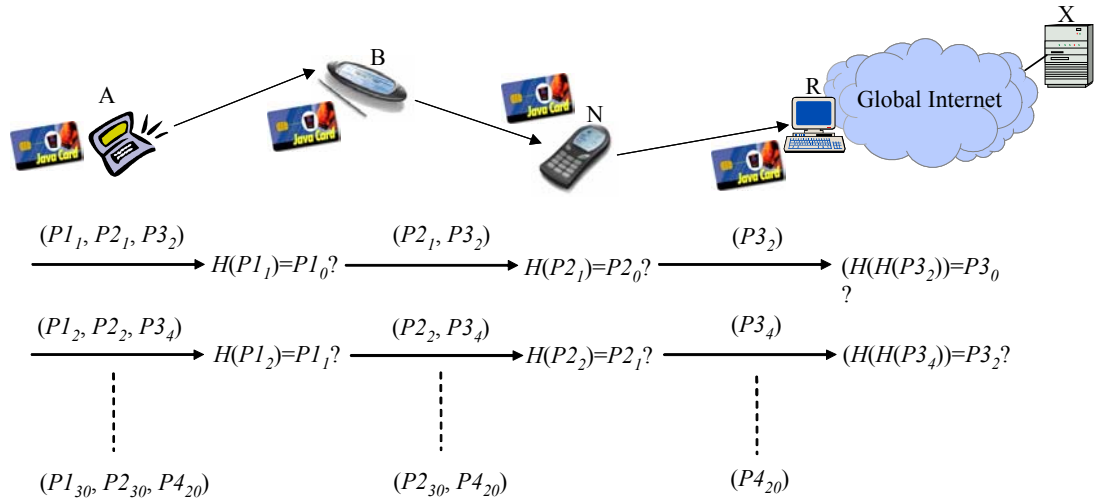 X
B
A
N
R
Global Internet
Java Card
Java Card
Java Card
Java Card
(P1₁, P2₁, P3₂)
(P2₁, P3₂)
(P3₂)
H(P1₁)=P1₀?
H(P2₁)=P2₀?
(H(H(P3₂))=P3₀
?
(P1₂, P2₂, P3₄)
(P2₂, P3₄)
(P3₄)
H(P1₂)=P1₁?
H(P2₂)=P2₁?
(H(H(P3₄))=P3₂?
(P1₃₀, P2₃₀, P4₂₀)
(P2₃₀, P4₂₀)
(P4₂₀)